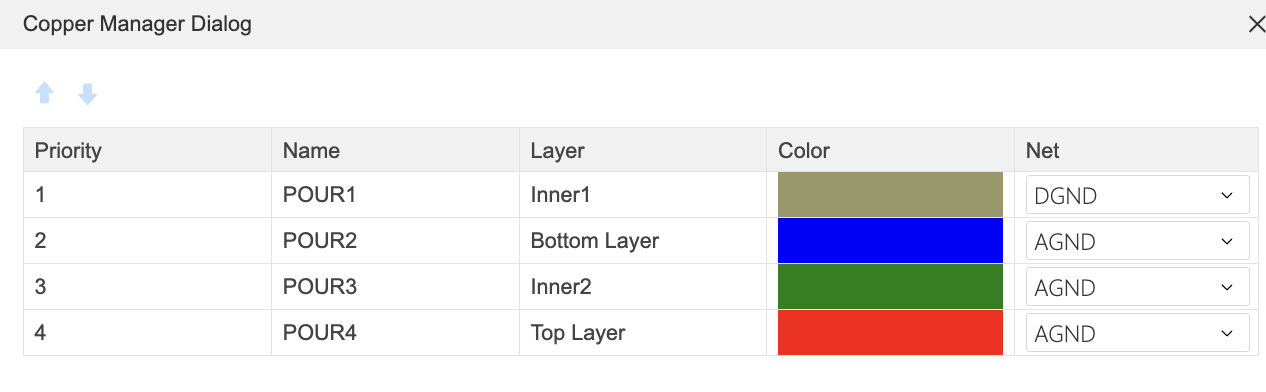 Copper Manager Dialog
Priority Name Layer Color Net
1 POUR1 Inner1 DGND
2 POUR2 Bottom Layer AGND
3 POUR3 Inner2 AGND
4 POUR4 Top Layer AGND